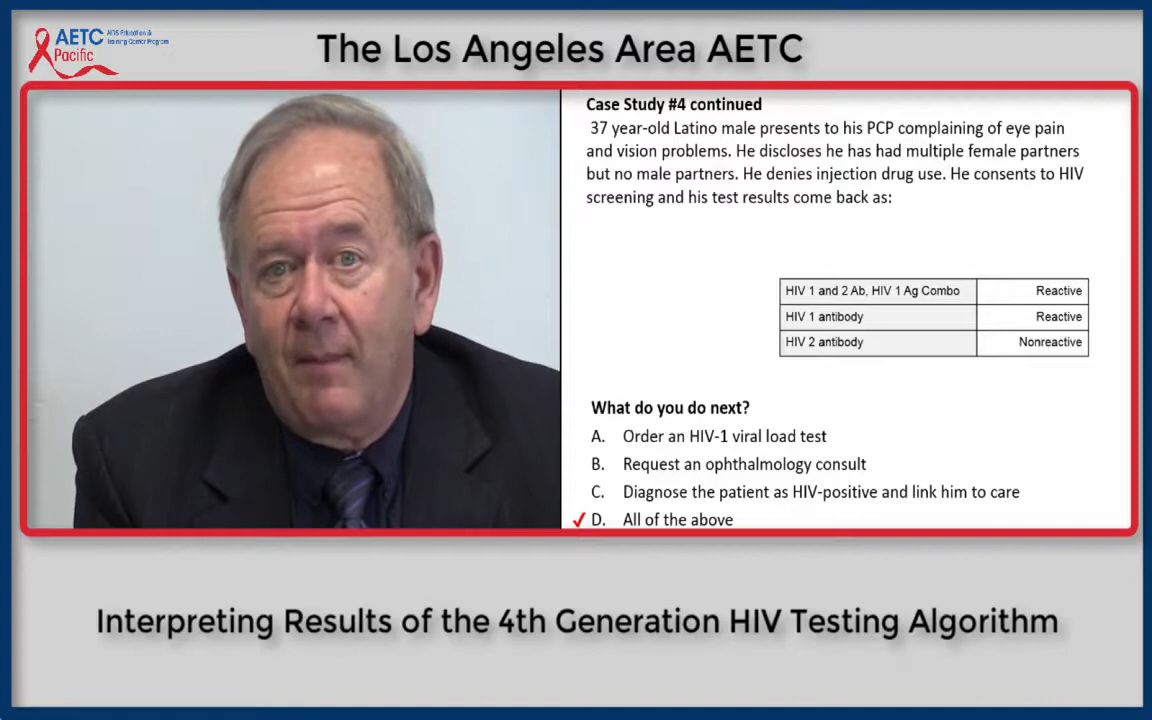 AETC AIDS Education &
Training Center Program
Pacific
The Los Angeles Area AETC
Case Study #4 continued
37 year-old Latino male presents to his PCP complaining of eye pain
and vision problems. He discloses he has had multiple female partners
but no male partners. He denies injection drug use. He consents to HIV
screening and his test results come back as:
HIV 1 and 2 Ab, HIV 1 Ag Combo Reactive
HIV 1 antibody Reactive
HIV 2 antibody Nonreactive
What do you do next?
A. Order an HIV-1 viral load test
B. Request an ophthalmology consult
C. Diagnose the patient as HIV-positive and link him to care
✓ D. All of the above
Interpreting Results of the 4th Generation HIV Testing Algorithm